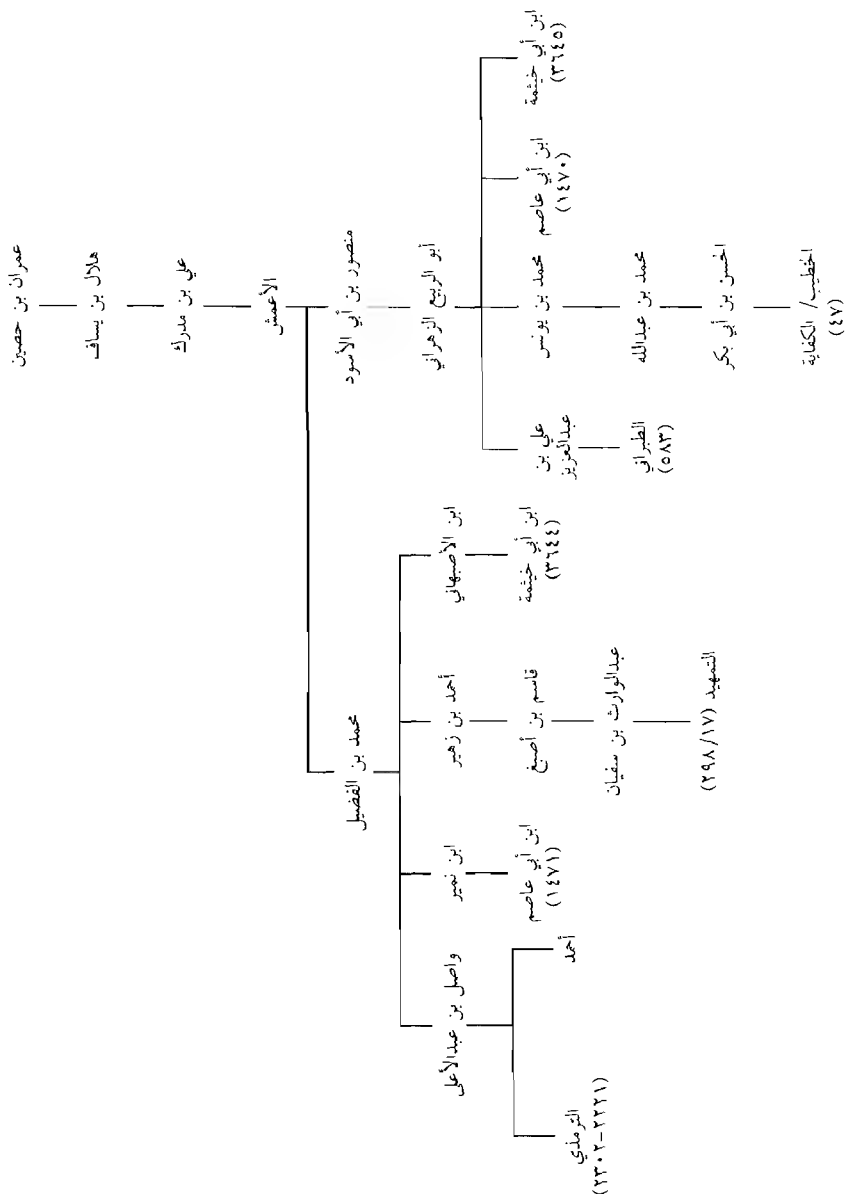 عمران بن حصين
هلال بن يساف
علي بن مدرك
الأعمش
منصور بن أبي الأسود
أبو الربيع الزهراني
ابن أبي خيثمة
(٣٦٤٥)
ابن أبي عاصم
(١٤٧٠)
محمد بن يونس
محمد بن عبدالله
الحسن بن أبي بكر
الخطيب/ الكفاية
(٤٧)
علي بن
عبدالعزيز
الطبراني
(٥٨٣)
محمد بن الفضيل
ابن الأصبهاني
ابن أبي خيثمة
(٣٦٤٤)
أحمد بن زهير
قاسم بن أصبغ
عبدالوارث بن سفيان
التمهيد (٢٩٨/١٧)
ابن نمير
ابن أبي عاصم
(١٤٧١)
واصل بن عبدالأعلى
أحمد
الترمذي
(٢٣٠٢-٢٢٢١)